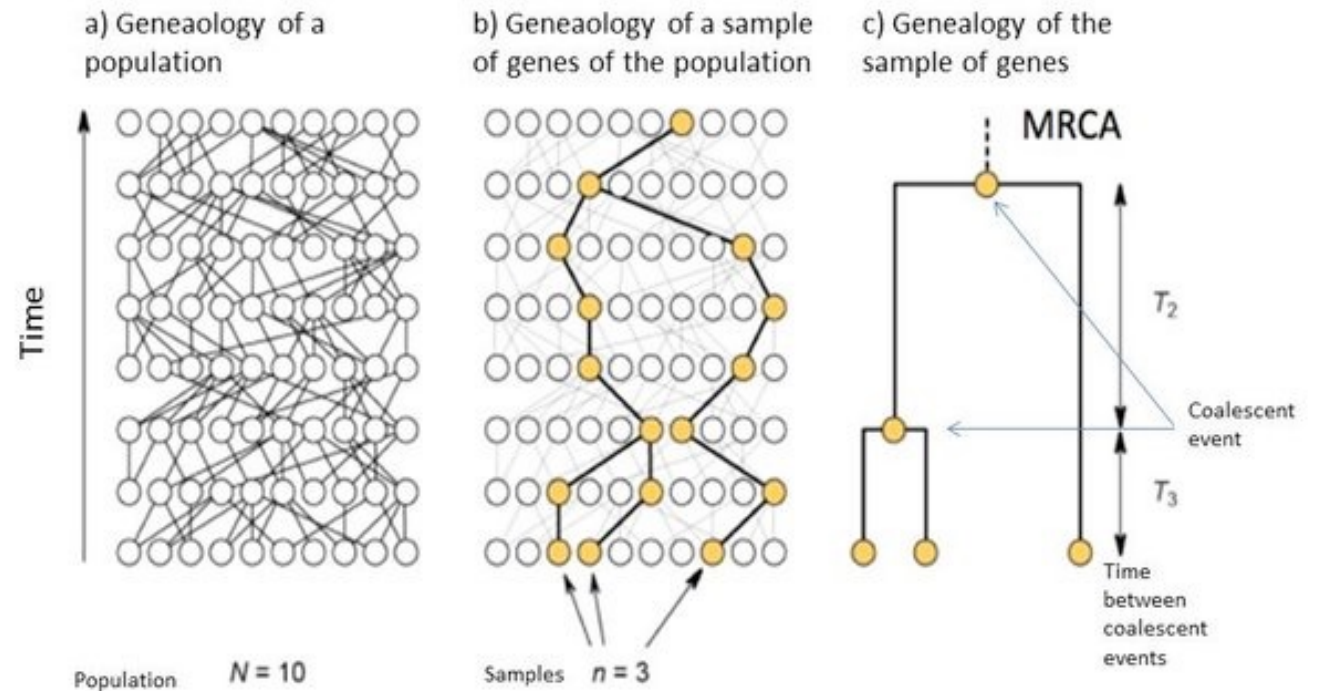 a) Geneaology of a
population
b) Geneaology of a sample
of genes of the population
c) Genealogy of the
sample of genes
MRCA
Time
T2
Coalescent
event
T3
Time
between
coalescent
events
Population N = 10
Samples n = 3